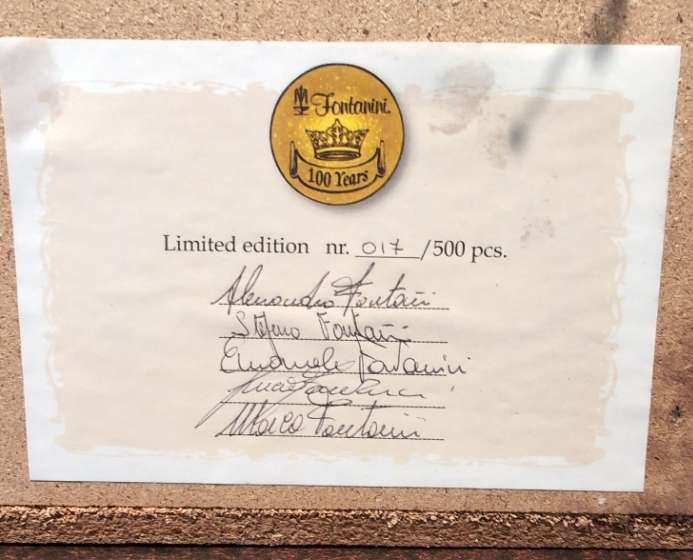 Fontanini
100 Years
Limited edition nr. 017 /500 pcs.
Alessandro Fontanini
Stefano Fontanini
Emanuele Fontanini
Marco Fontanini